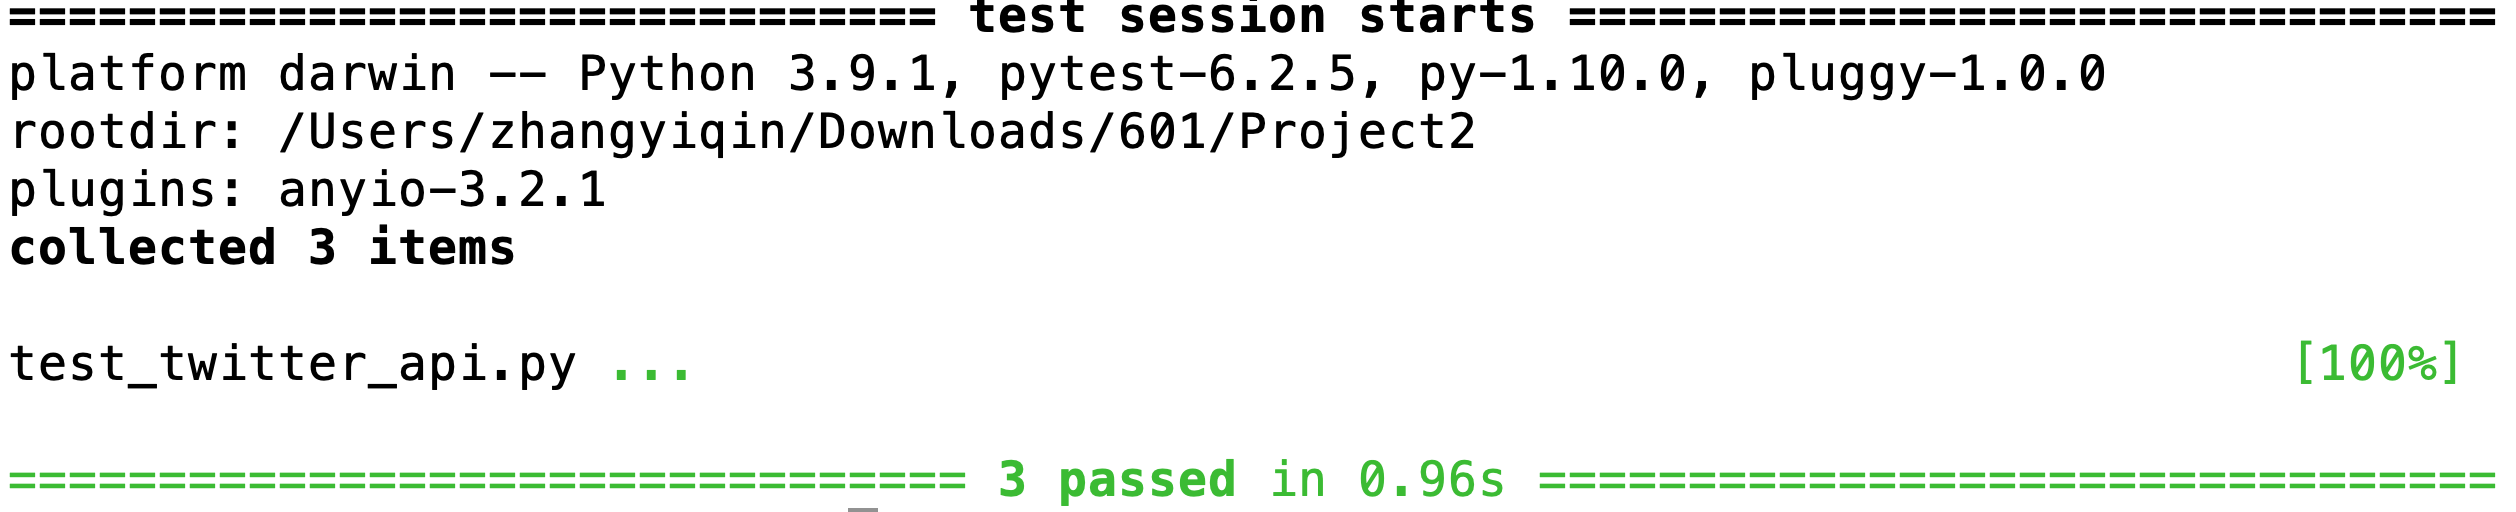 =============================== test session starts ===============================
platform darwin -- Python 3.9.1, pytest-6.2.5, py-1.10.0, pluggy-1.0.0
rootdir: /Users/zhangyiqin/Downloads/601/Project2
plugins: anyio-3.2.1
collected 3 items
test_twitter_api.py ... [100%]
================================ 3 passed in 0.96s ================================